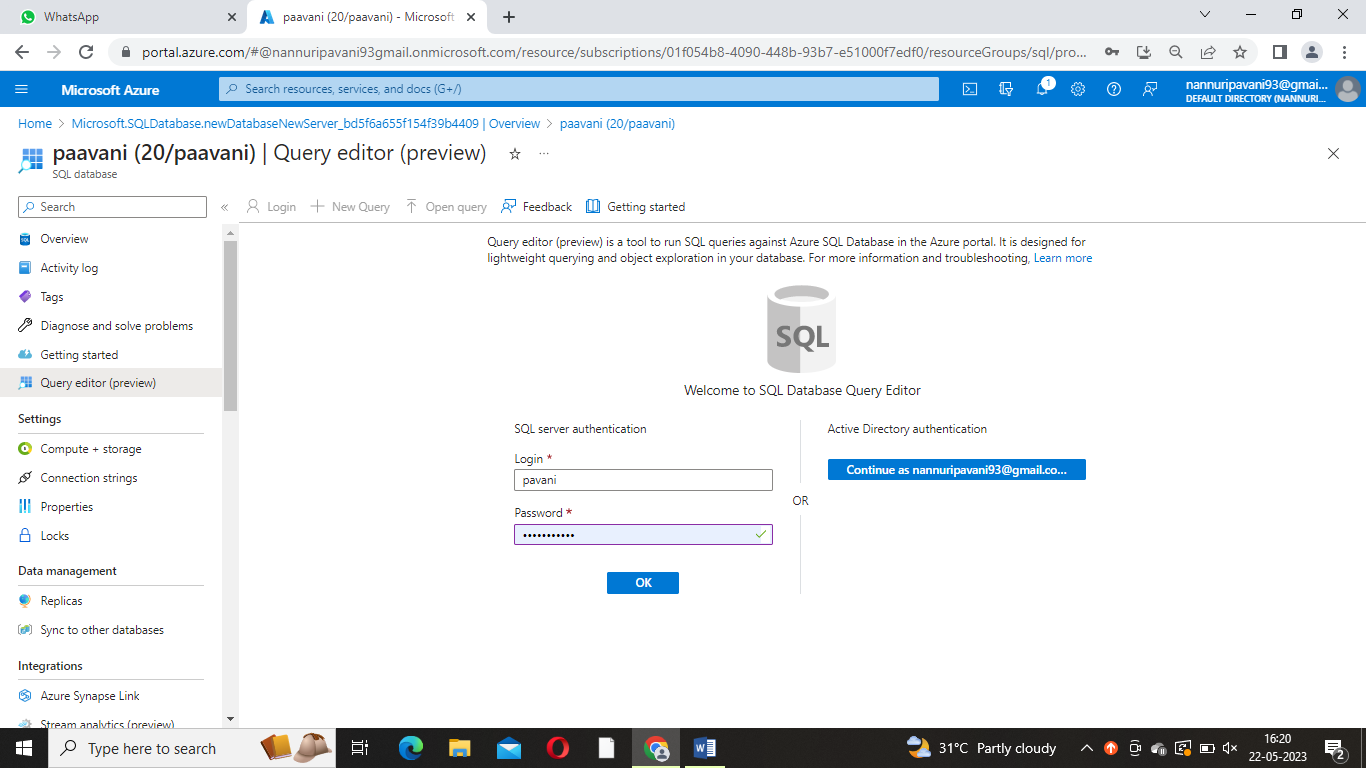 WhatsApp
paavani (20/paavani) - Microsoft
portal.azure.com/#@nannuripavani93gmail.onmicrosoft.com/resource/subscriptions/01f054b8-4090-448b-93b7-e51000f7edf0/resourceGroups/sql/pro...
Microsoft Azure
Search resources, services, and docs (G+/)
1
nannuripavani93@gmai...
DEFAULT DIRECTORY (NANNURI...
Home > Microsoft.SQLDatabase.newDatabaseNewServer_bd5f6a655f154f39b4409 | Overview > paavani (20/paavani)
paavani (20/paavani) | Query editor (preview)
SQL database
Search
Login
New Query
Open query
Feedback
Getting started
Overview
Activity log
Tags
Diagnose and solve problems
Getting started
Query editor (preview)
Settings
Compute + storage
Connection strings
Properties
Locks
Data management
Replicas
Sync to other databases
Integrations
Azure Synapse Link
Stream analytics (preview)
Query editor (preview) is a tool to run SQL queries against Azure SQL Database in the Azure portal. It is designed for
lightweight querying and object exploration in your database. For more information and troubleshooting, Learn more
SQL
Welcome to SQL Database Query Editor
SQL server authentication
Login *
pavani
Password *
•••••••••••
OK
OR
Active Directory authentication
Continue as nannuripavani93@gmail.co...
Type here to search
31°C Partly cloudy
16:20
22-05-2023
2